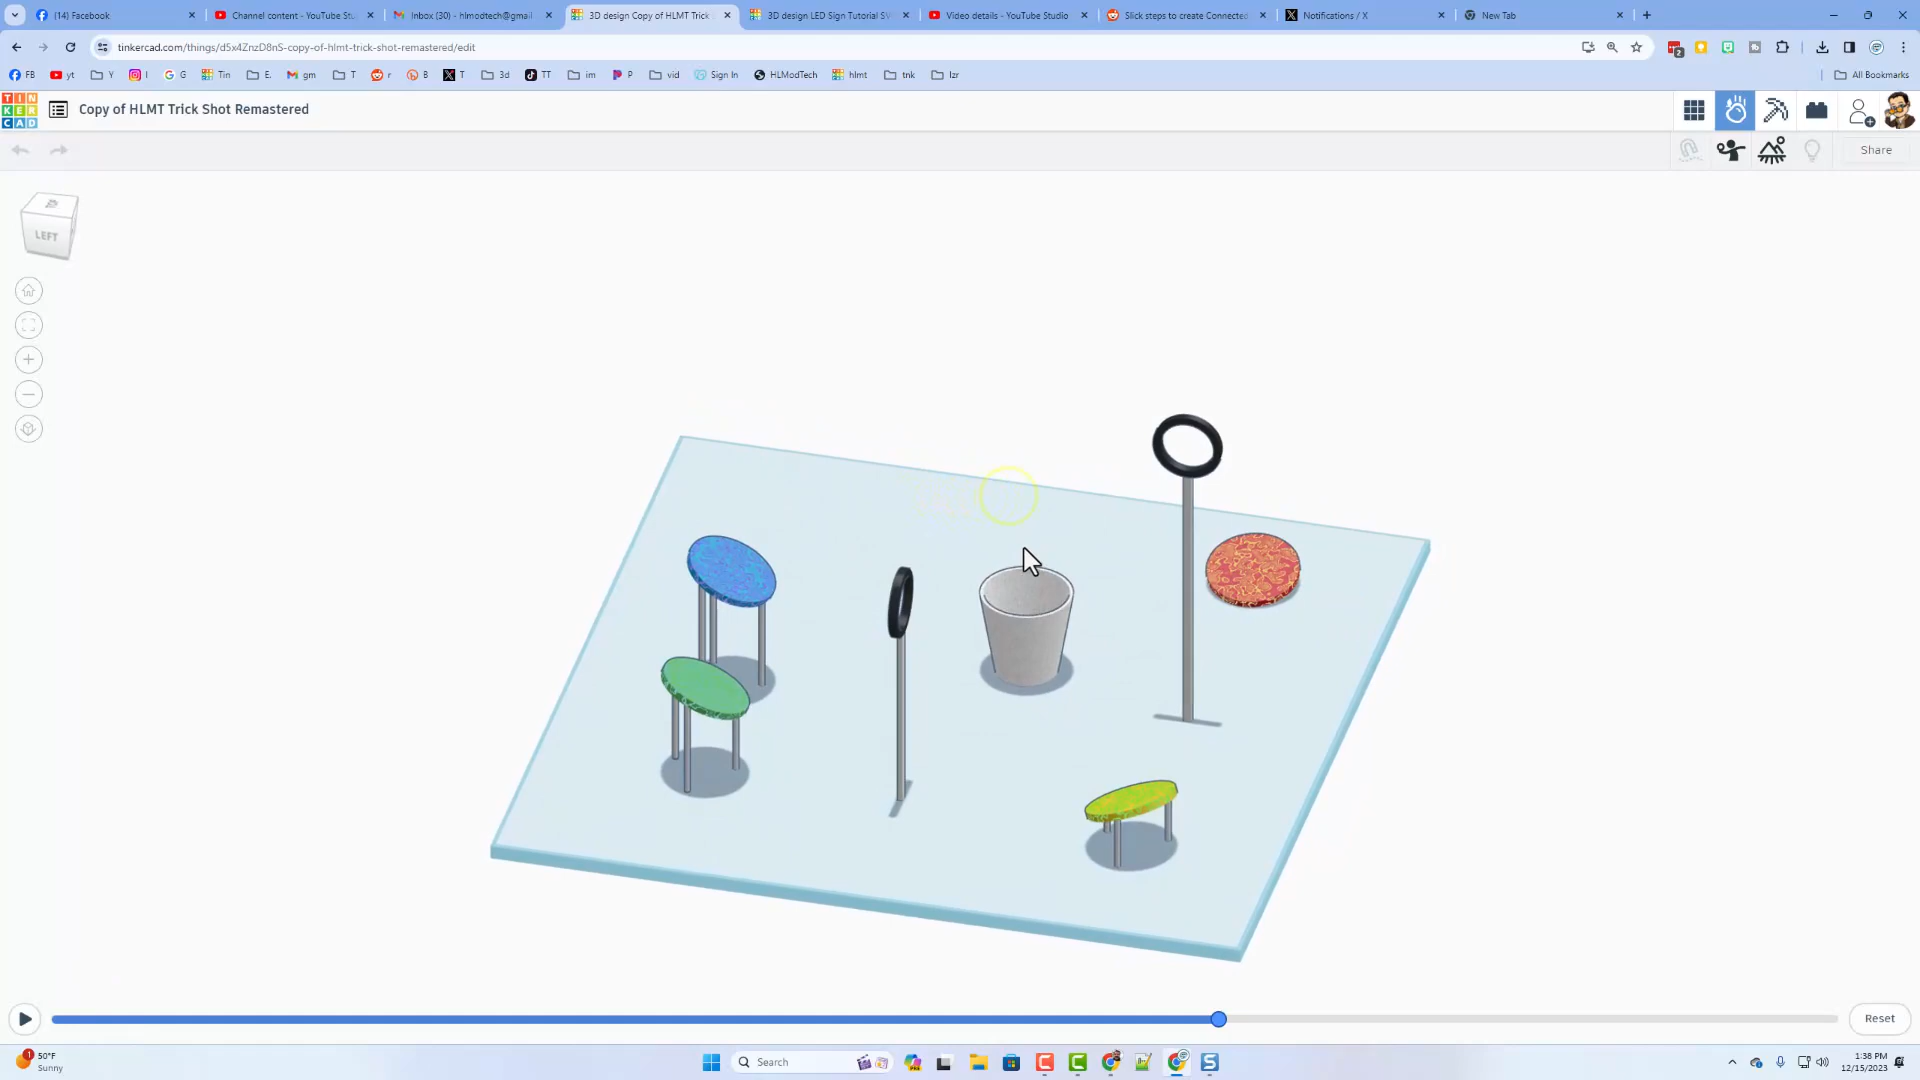 (14) Facebook
Channel content - YouTube Stu
Inbox (30) - hlmodtech@gmail
3D design Copy of HLMT Trick
3D design LED Sign Tutorial SV
Video details - YouTube Studio
Slick steps to create Connected
Notifications / X
New Tab
tinkercad.com/things/d5x4ZnzD8nS-copy-of-hlmt-trick-shot-remastered/edit
FB
yt
Y
I
G
Tin
E.
gm
T
r
B
T
3d
TT
im
P
vid
Sign In
HLModTech
hlmt
tnk
lzr
All Bookmarks
TIN
KER
CAD
Copy of HLMT Trick Shot Remastered
Share
LEFT
Reset
50°F
Sunny
Search
1:38 PM
12/15/2023